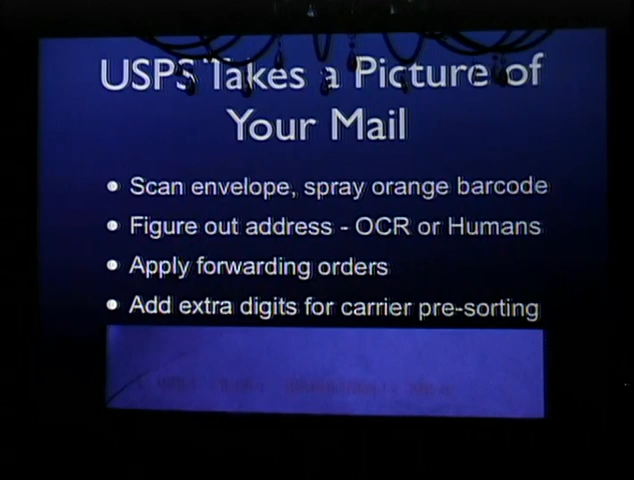 USPS Takes a Picture of
Your Mail
• Scan envelope, spray orange barcode
• Figure out address - OCR or Humans
• Apply forwarding orders
• Add extra digits for carrier pre-sorting